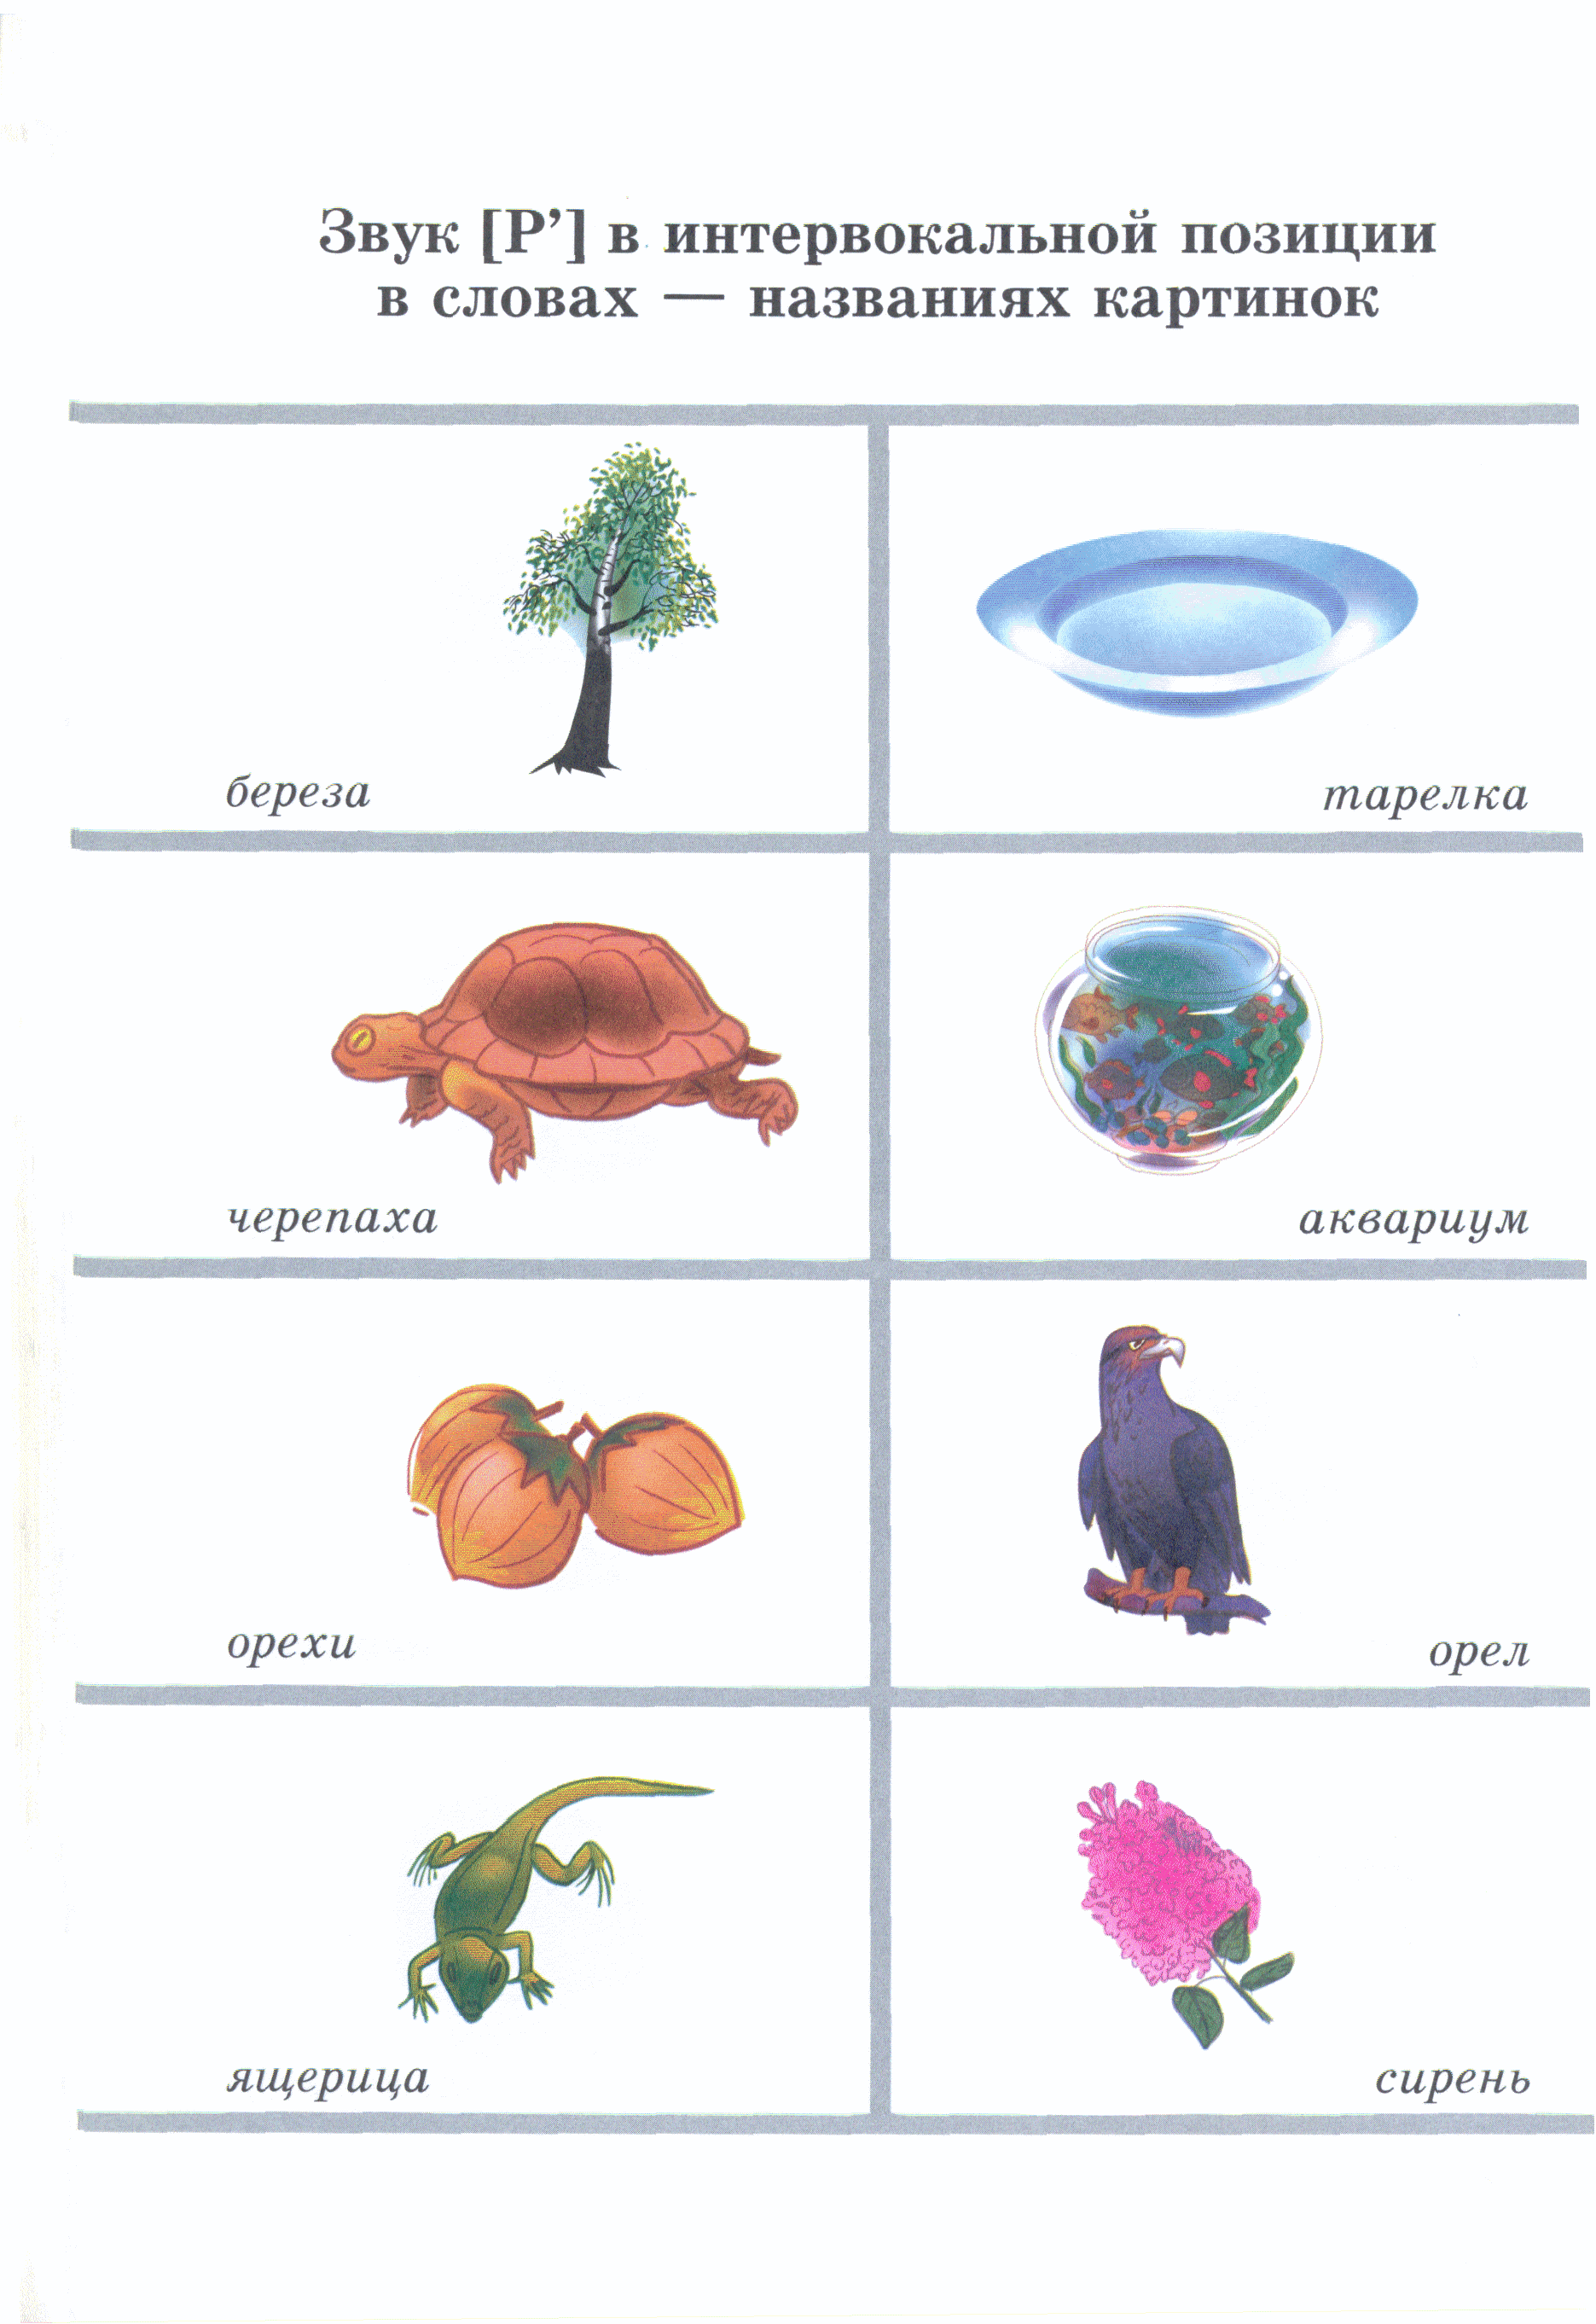 Звук [Р’] в интервокальной позиции
в словах — названиях картинок
береза
тарелка
черепаха
аквариум
орехи
орел
ящерица
сирень